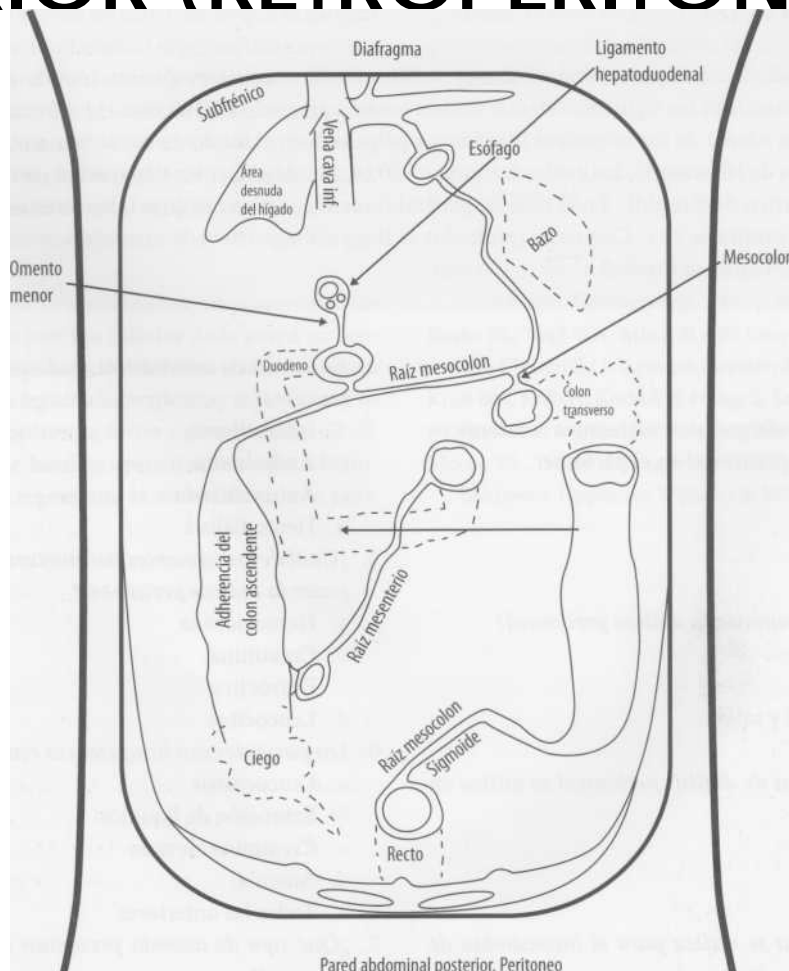 RIOR (RETROPERITON
Diafragma
Ligamento
hepatoduodenal
Subfrénico
Vena cava inf.
Esófago
Area
desnuda
del hígado
Bazo
Omento
menor
Mesocolon
Duodeno
Raíz mesocolon
Colon
transverso
Adherencia del
colon ascendente
Raíz mesenterio
Raíz mesocolon
Sigmoide
Ciego
Recto
Pared abdominal posterior. Peritoneo